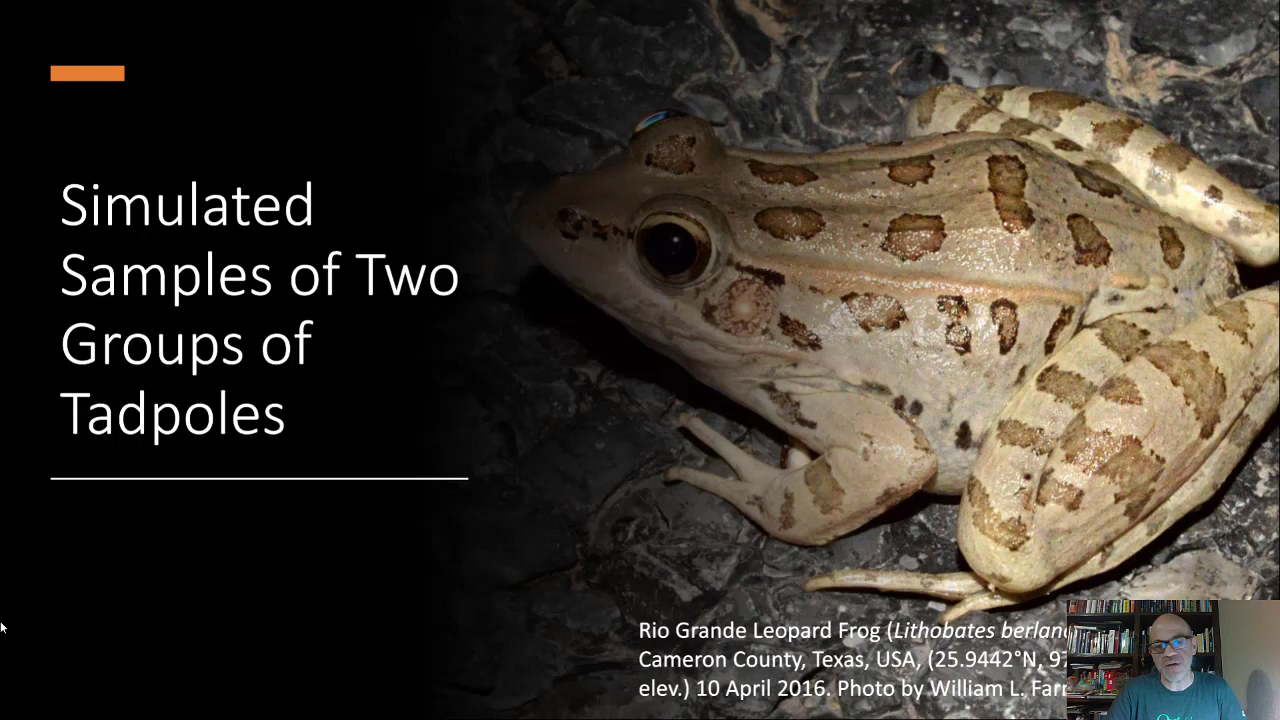 Simulated
Samples of Two
Groups of
Tadpoles
Rio Grande Leopard Frog (Lithobates
Cameron County, Texas, USA, (25.9442°N,
elev.) 10 April 2016. Photo by William L.